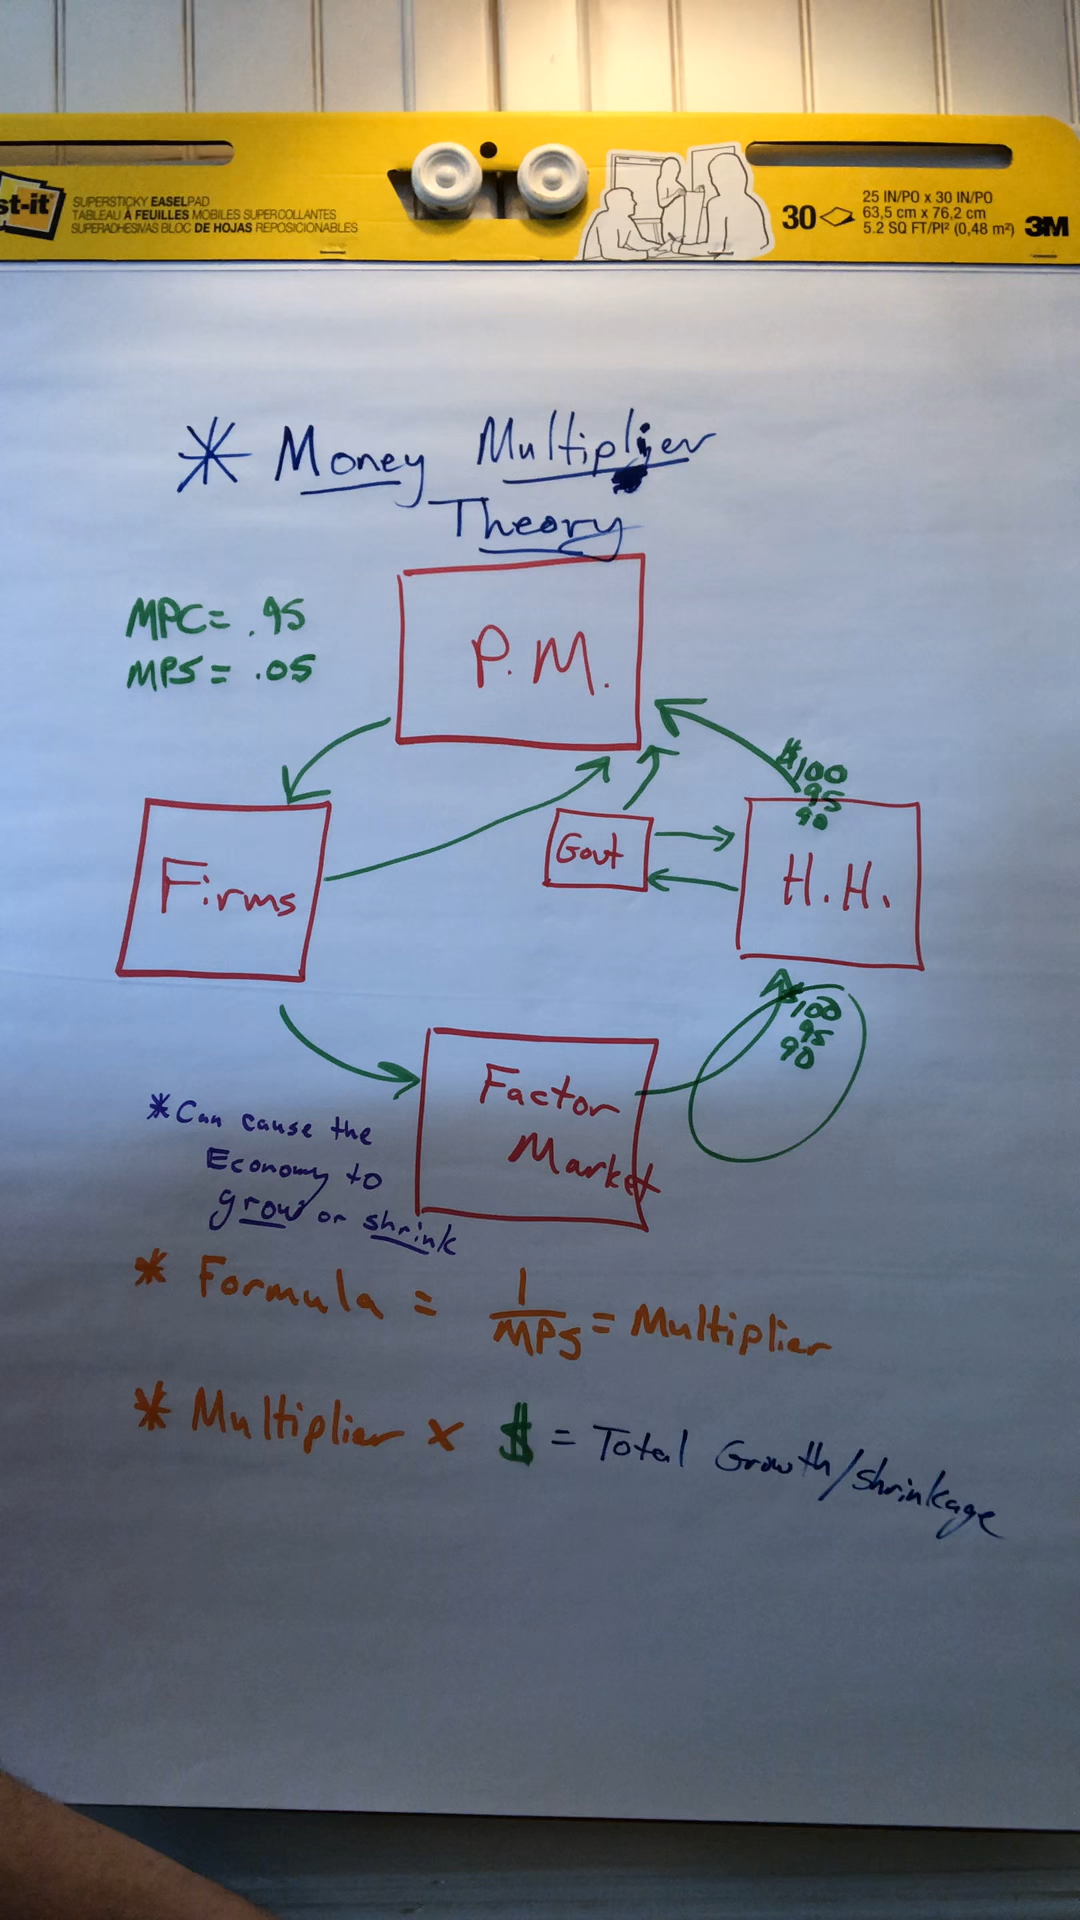 st-it
SUPERSTICKY EASELPAD
TABLEAU À FEUILLES MOBILES SUPERCOLLANTES
SUPERADHESIVAS BLOC DE HOJAS REPOSICIONABLES
30
25 IN/PO x 30 IN/PO
63,5 cm x 76,2 cm
5.2 SQ FT/PI² (0,48 m²)
3M
* Money Multiplier
Theory
MPC = .95
MPS = .05
P.M.
$100
95
90
Firms
Govt
H.H.
$100
95
90
Factor
Market
*Can cause the
Economy to
grow or shrink
* Formula = 1/MPS = Multiplier
* Multiplier x $ = Total Growth/shrinkage